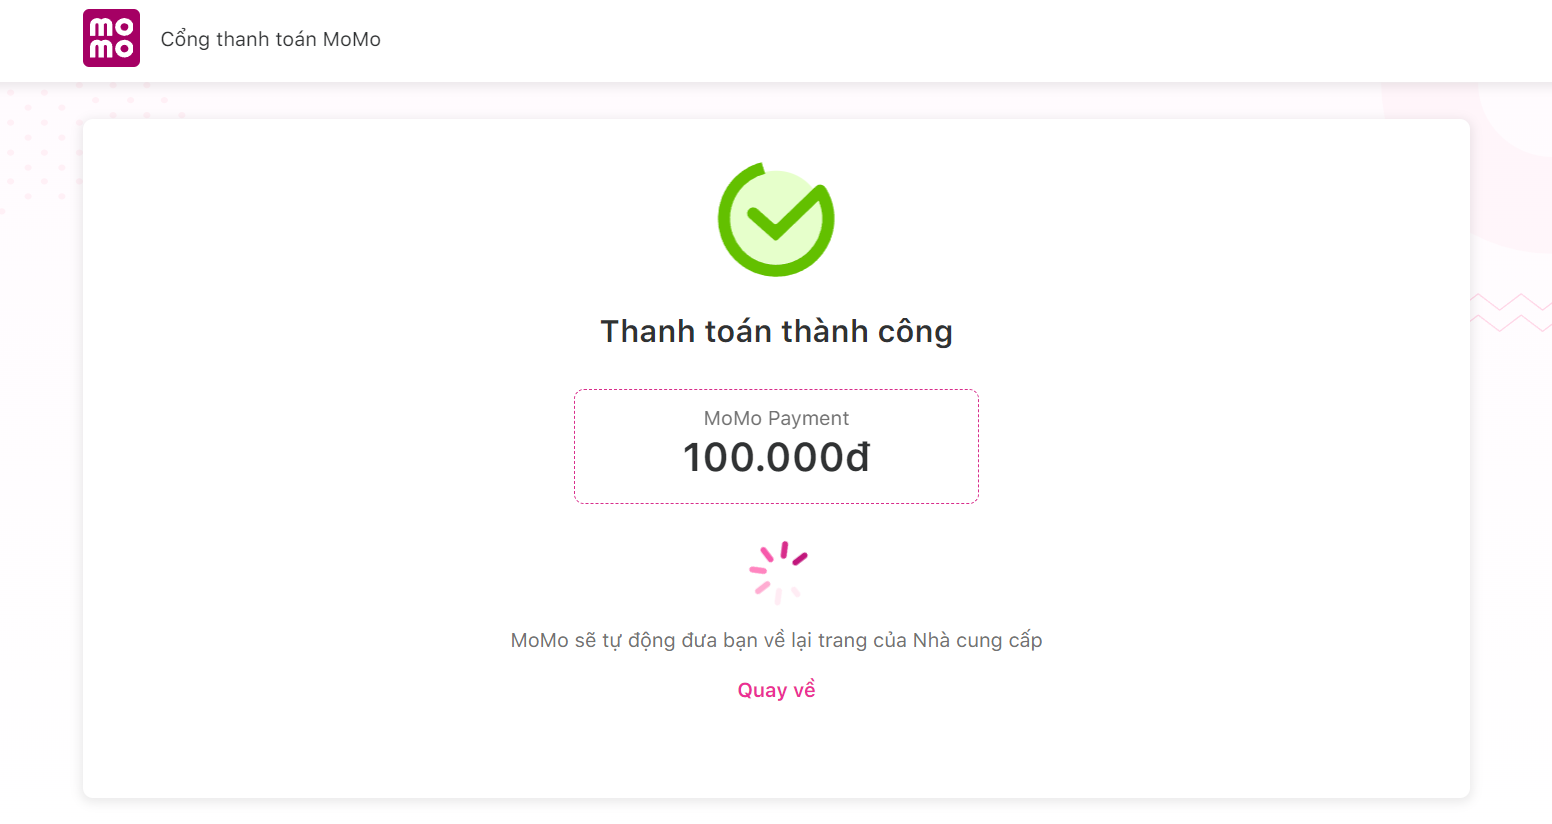 mo
mo
Cổng thanh toán MoMo
Thanh toán thành công
MoMo Payment
100.000đ
MoMo sẽ tự động đưa bạn về lại trang của Nhà cung cấp
Quay về